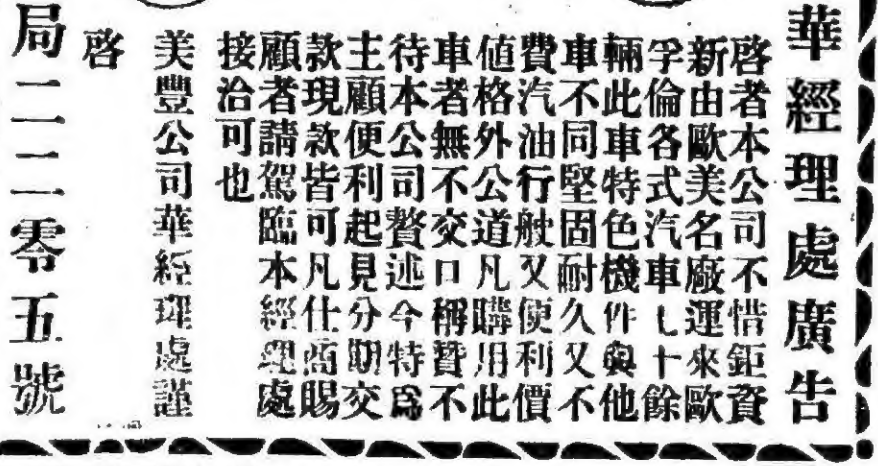 華經理處廣告
啓者本公司不惜鉅資
新由歐美名廠運來歐
孚倫各式汽車七十餘
輛此車特色機件與他
車不同堅固耐久又不
費汽油行駛又便利價
値格外公道凡購用此
車者無不交口稱贊不
待本公司贅述今特爲
主顧便利起見分期交
款現款皆可凡仕商賜
顧者請駕臨本經理處
接洽可也
美豐公司華經理處謹
啓
局二二二零五號